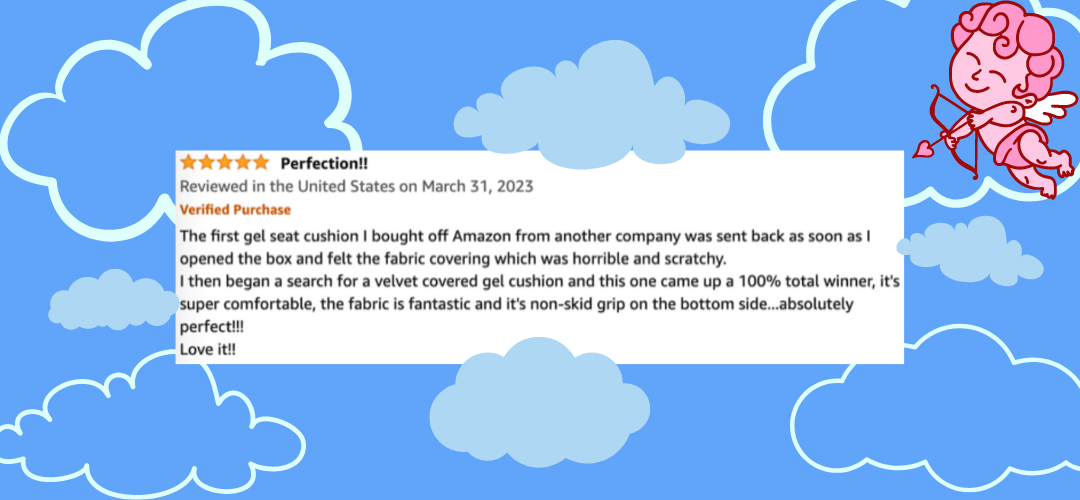 Perfection!!
Reviewed in the United States on March 31, 2023
Verified Purchase
The first gel seat cushion I bought off Amazon from another company was sent back as soon as I
opened the box and felt the fabric covering which was horrible and scratchy.
I then began a search for a velvet covered gel cushion and this one came up a 100% total winner, it's
super comfortable, the fabric is fantastic and it's non-skid grip on the bottom side...absolutely
perfect!!!
Love it!!